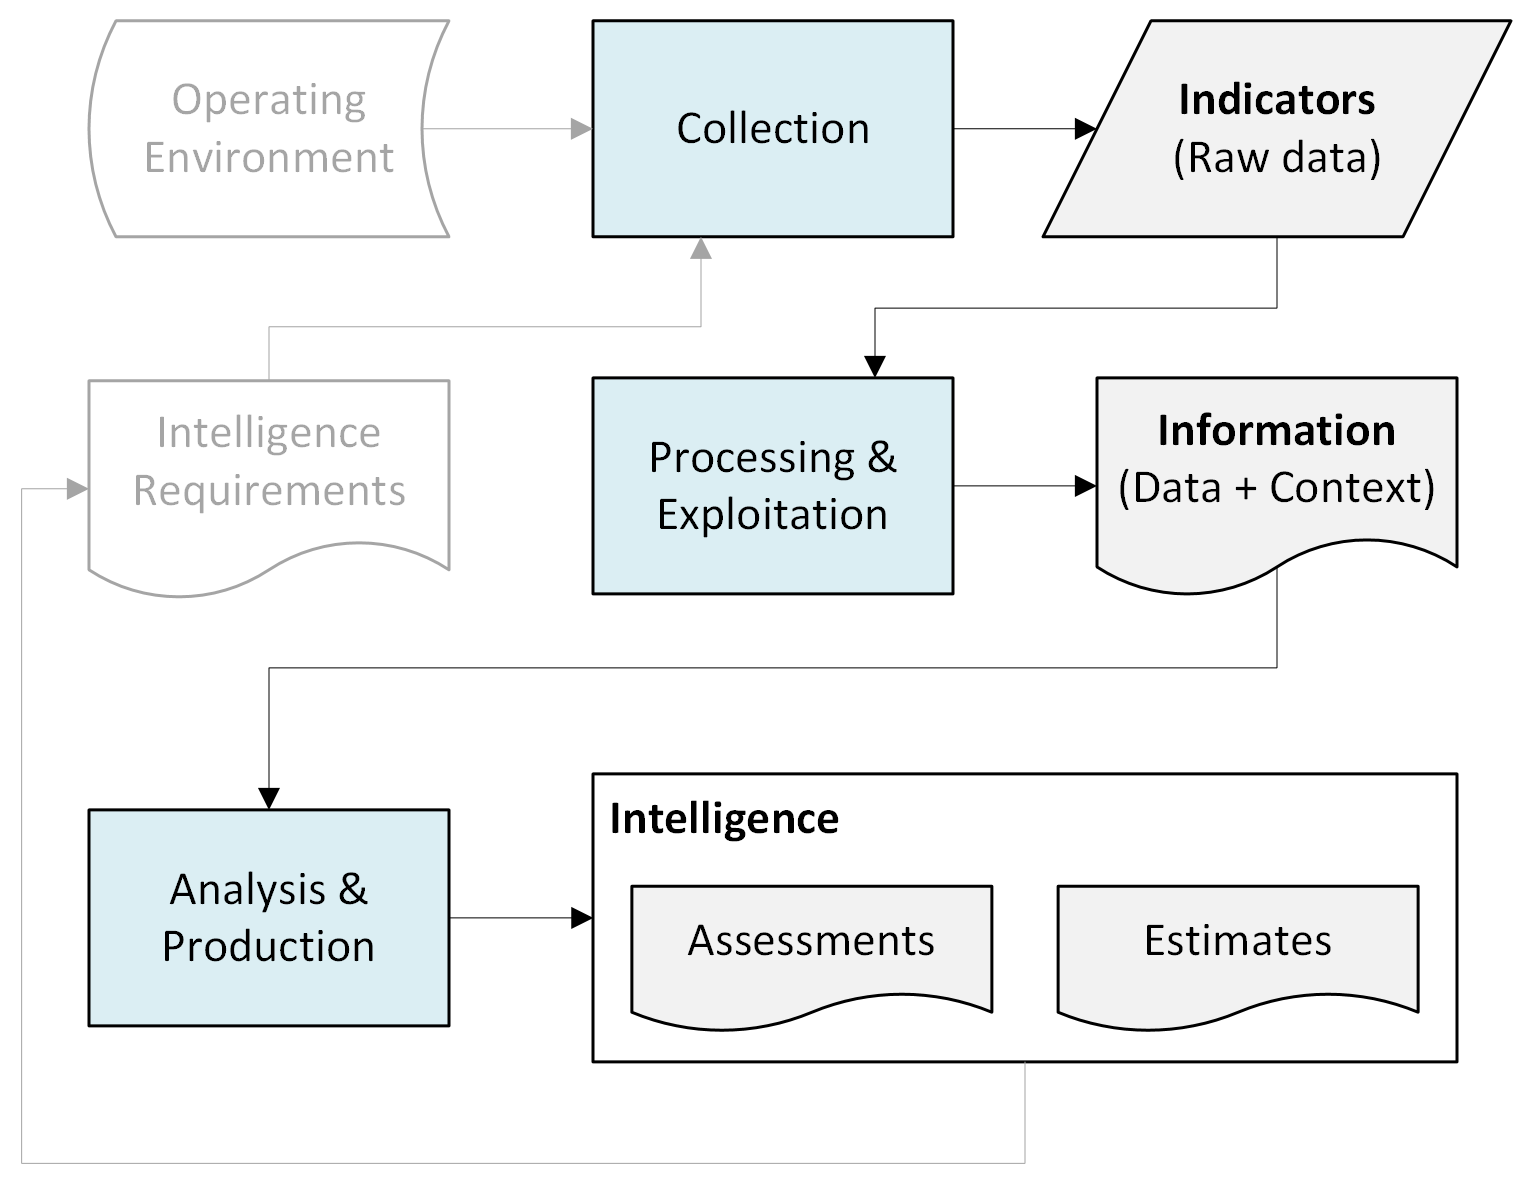 Operating
Environment
Collection
Indicators
(Raw data)
Intelligence
Requirements
Processing &
Exploitation
Information
(Data + Context)
Analysis &
Production
Intelligence
Assessments
Estimates